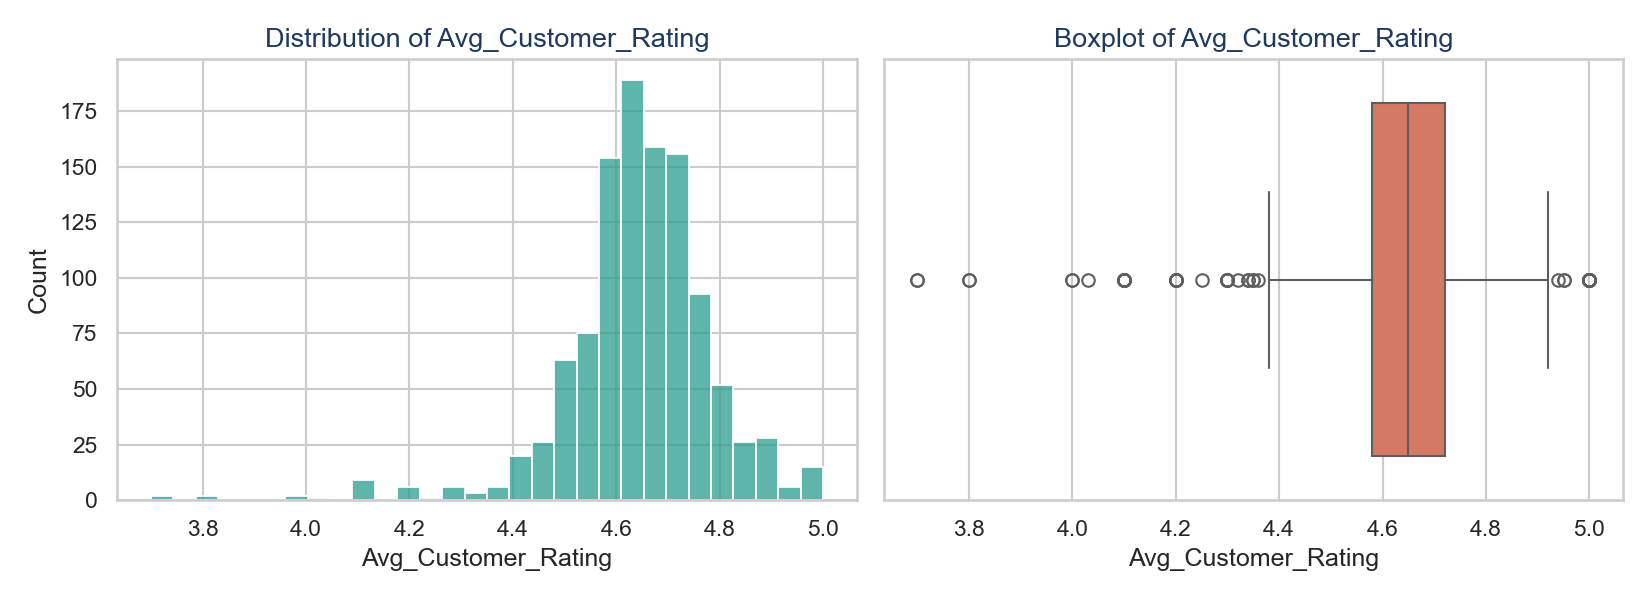 Distribution of Avg_Customer_Rating
Count
175
150
125
100
75
50
25
0
3.8 4.0 4.2 4.4 4.6 4.8 5.0
Avg_Customer_Rating
Boxplot of Avg_Customer_Rating
3.8 4.0 4.2 4.4 4.6 4.8 5.0
Avg_Customer_Rating